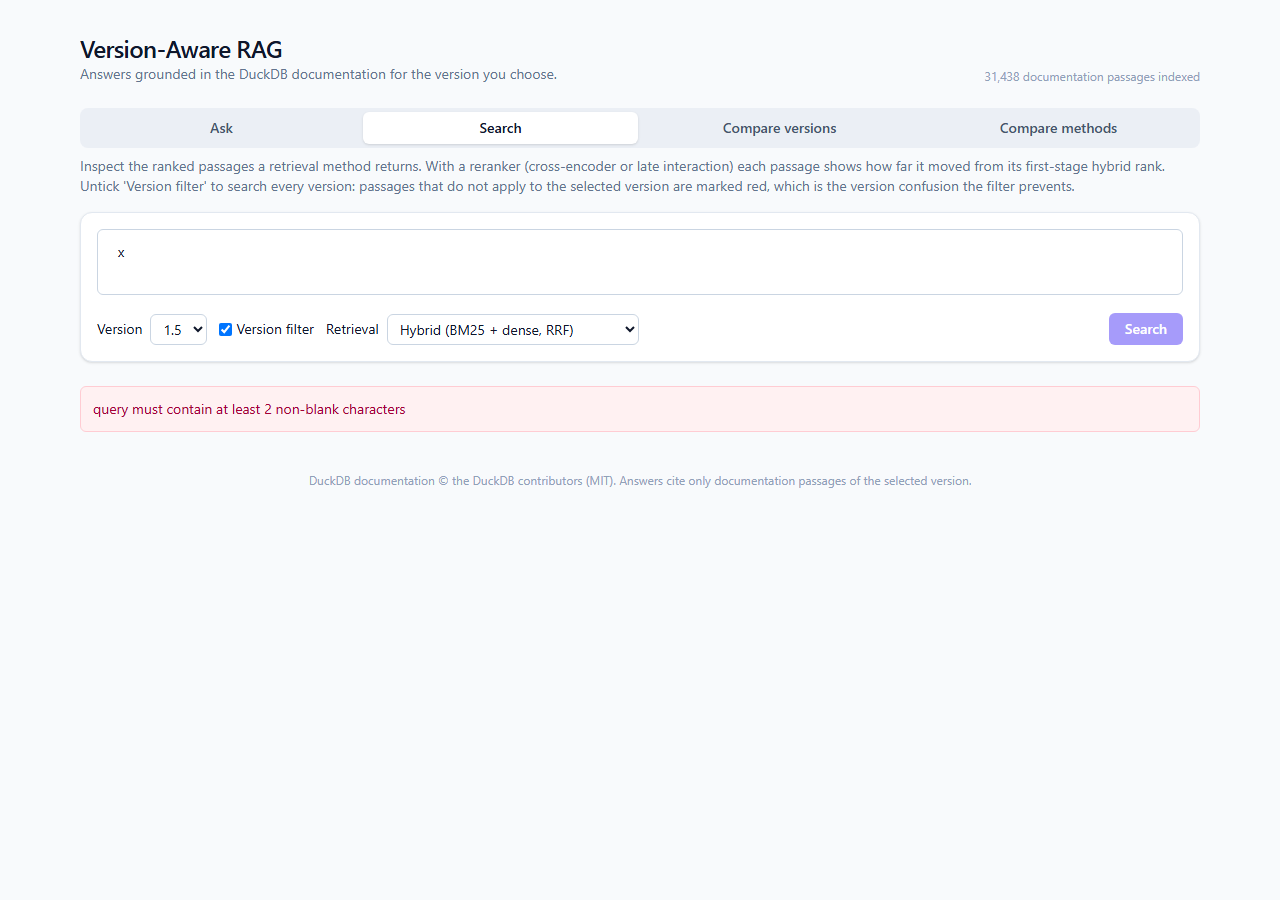 Version-Aware RAG
Answers grounded in the DuckDB documentation for the version you choose.
31,438 documentation passages indexed
Ask
Search
Compare versions
Compare methods
Inspect the ranked passages a retrieval method returns. With a reranker (cross-encoder or late interaction) each passage shows how far it moved from its first-stage hybrid rank.
Untick 'Version filter' to search every version: passages that do not apply to the selected version are marked red, which is the version confusion the filter prevents.
x
Version 1.5 Version filter Retrieval Hybrid (BM25 + dense, RRF) Search
query must contain at least 2 non-blank characters
DuckDB documentation © the DuckDB contributors (MIT). Answers cite only documentation passages of the selected version.